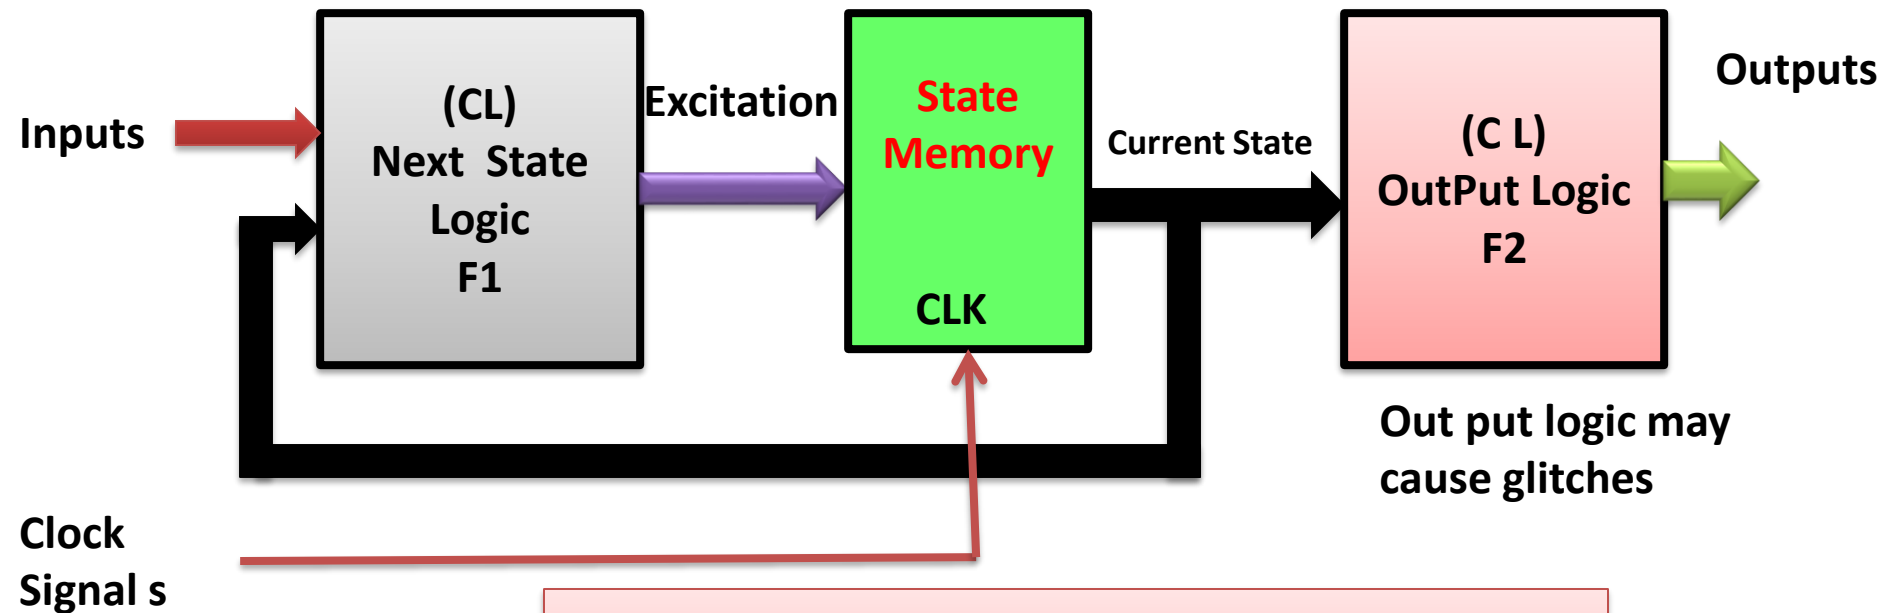 Inputs
(CL)
Next State
Logic
F1
Excitation
State
Memory
CLK
Current State
(C L)
OutPut Logic
F2
Outputs
Out put logic may
cause glitches
Clock
Signal s